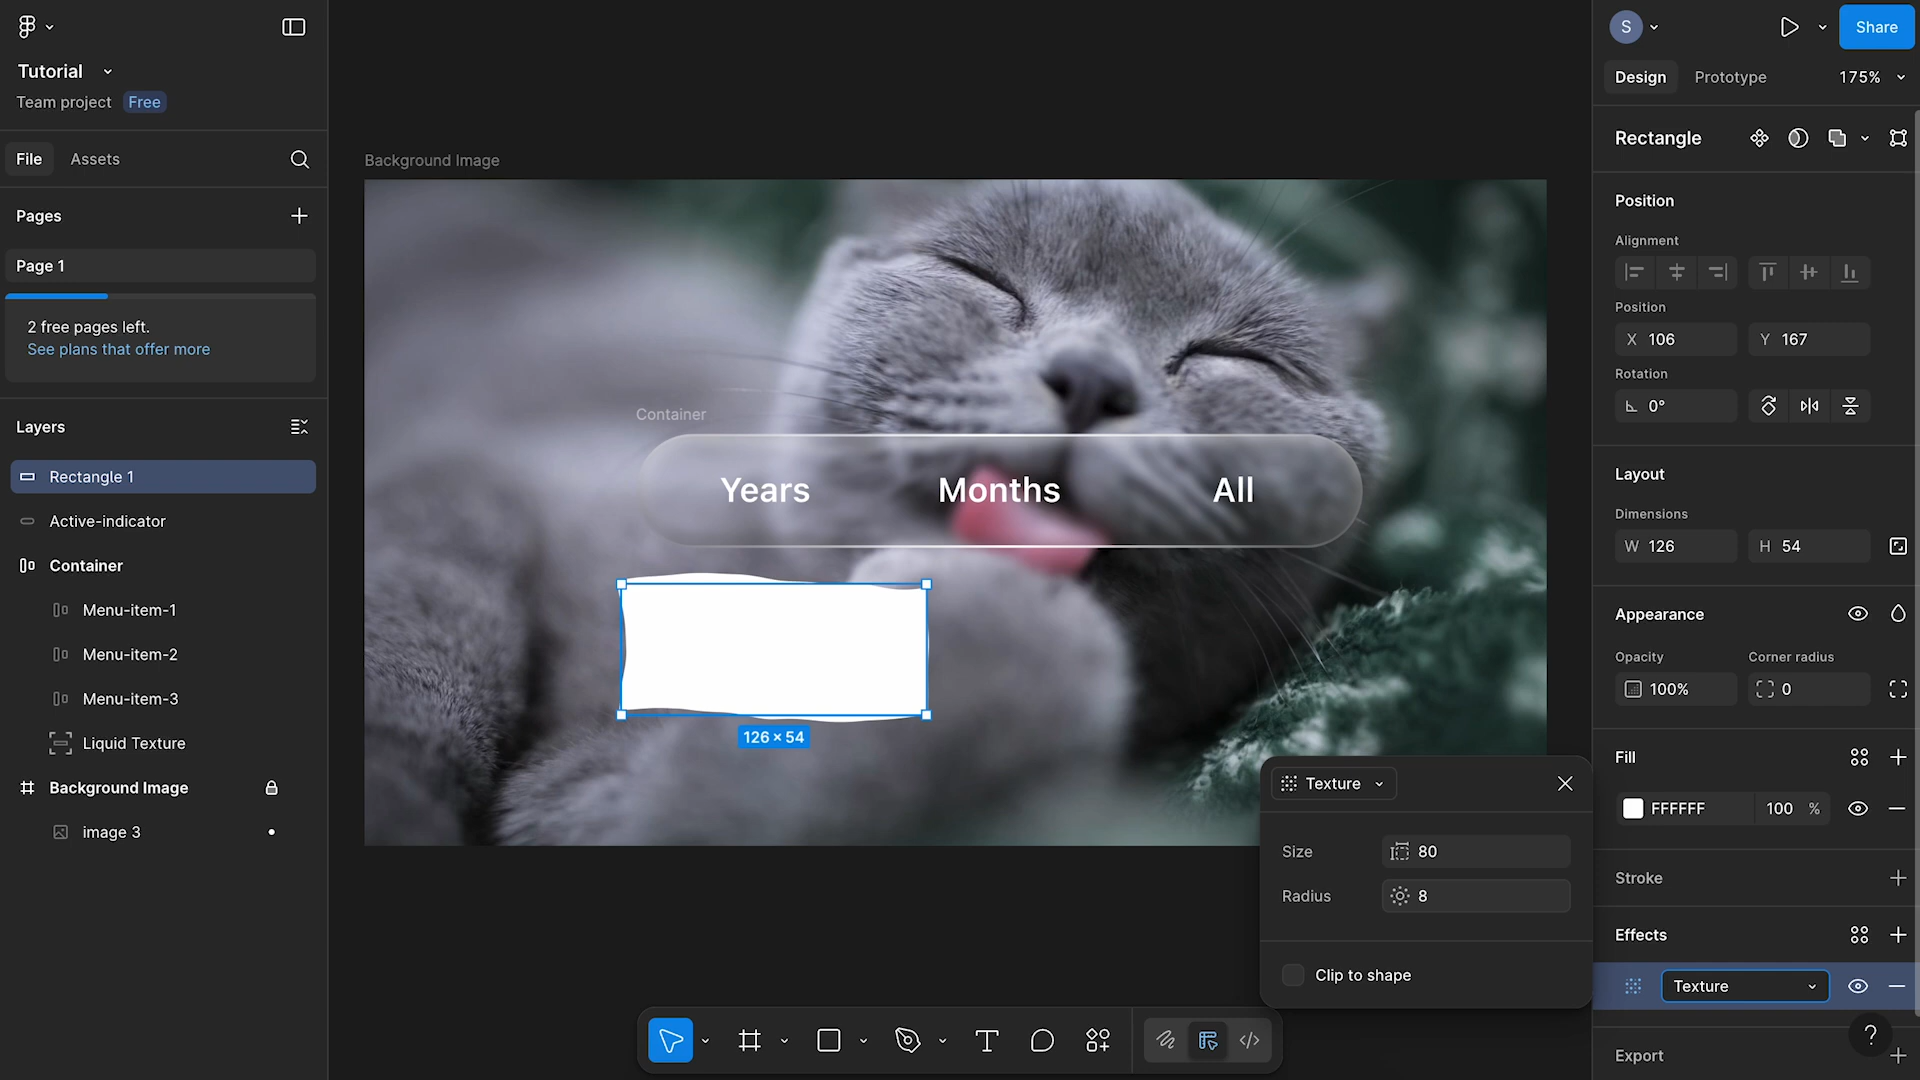 Tutorial
Team project Free
File Assets
Pages
Page 1
2 free pages left.
See plans that offer more
Layers
Rectangle 1
Active-indicator
Container
Menu-item-1
Menu-item-2
Menu-item-3
Liquid Texture
Background Image
image 3
Background Image
Container
Years Months All
126 × 54
Texture
Size 80
Radius 8
Clip to shape
S
Share
Design Prototype 175%
Rectangle
Position
Alignment
Position
X 106 Y 167
Rotation
0°
Layout
Dimensions
W 126 H 54
Appearance
Opacity Corner radius
100% 0
Fill
FFFFFF 100 %
Stroke
Effects
Texture
Export
?